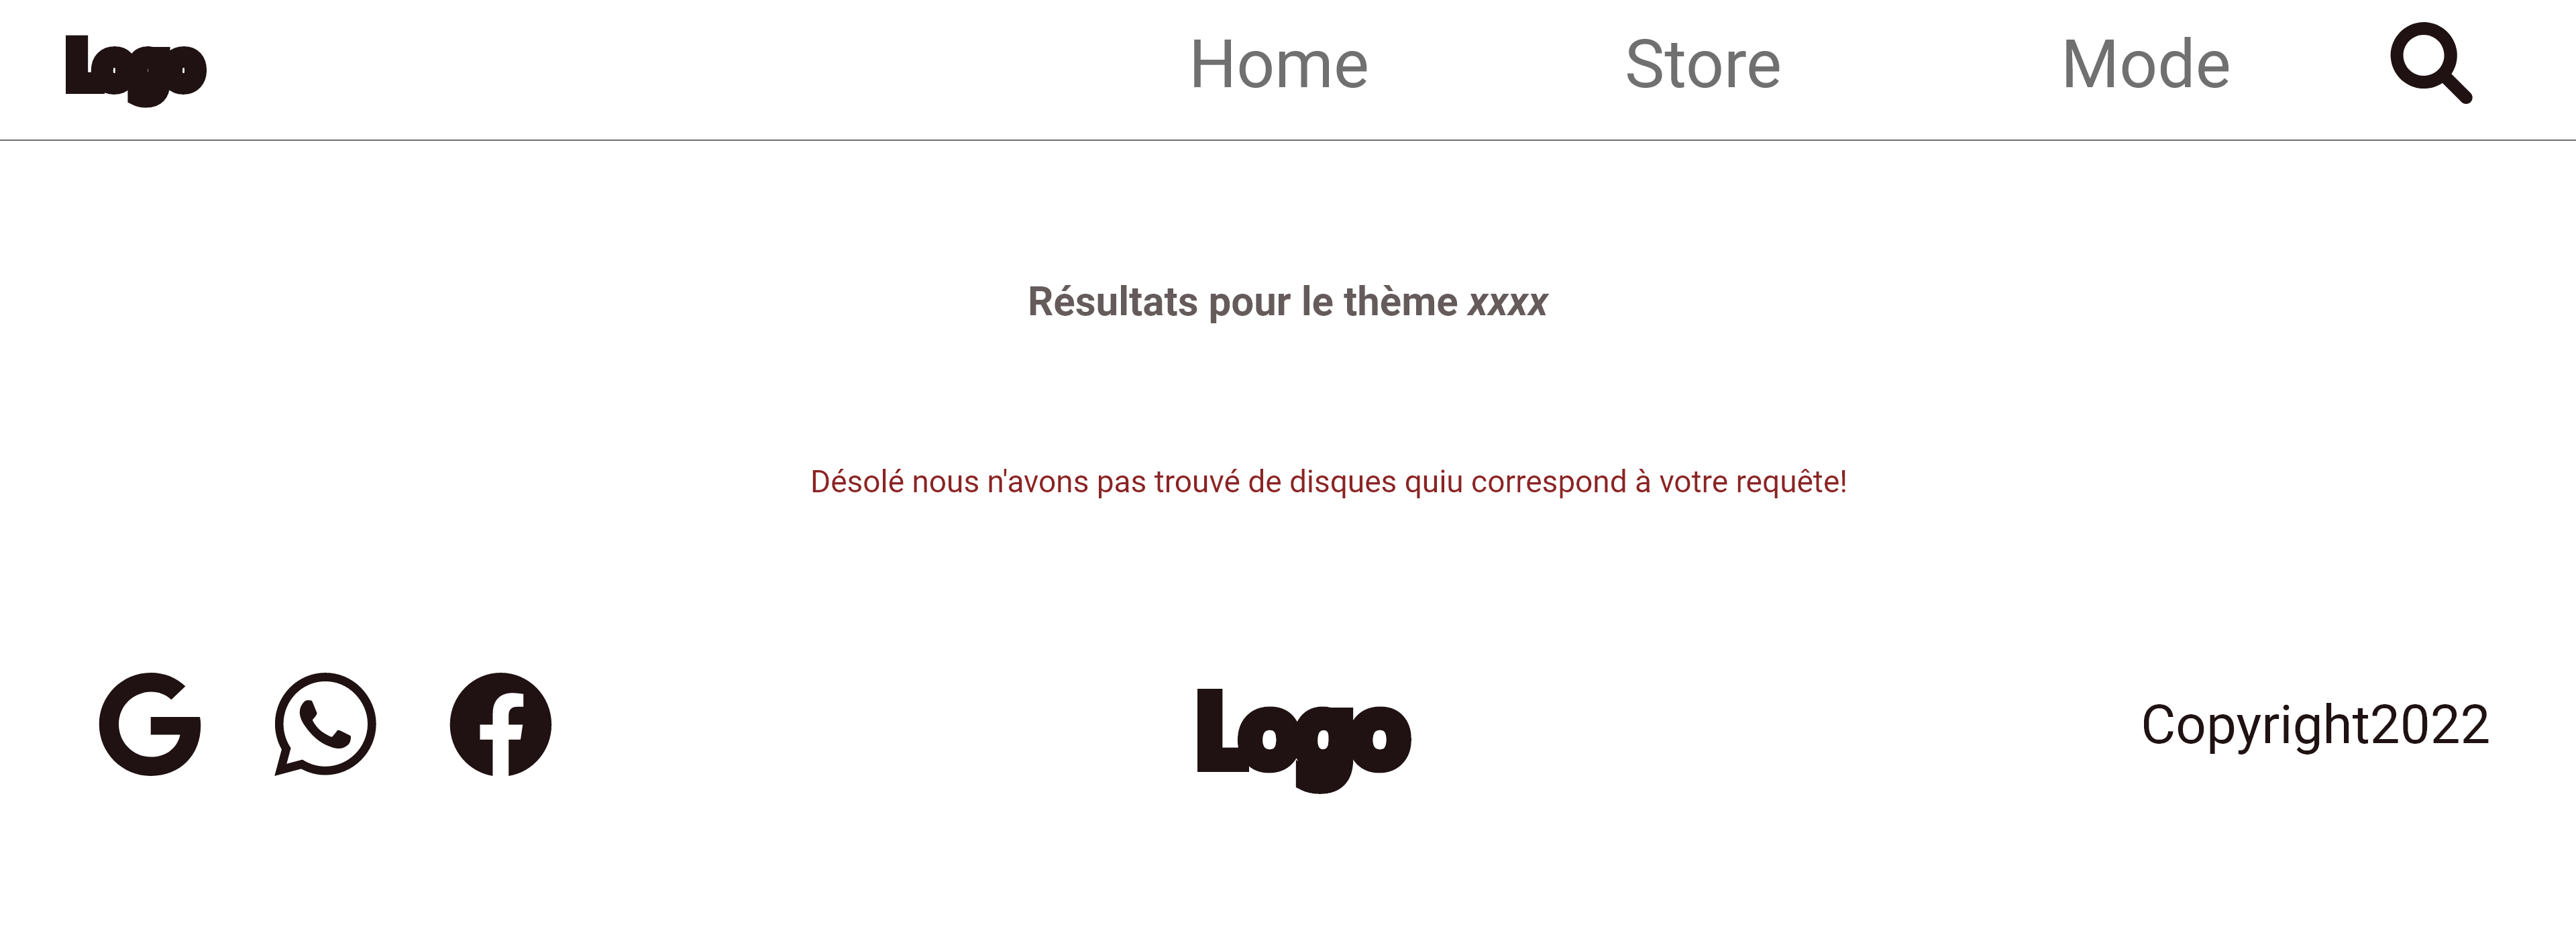 Logo
Home
Store
Mode
Résultats pour le thème xxxx
Désolé nous n'avons pas trouvé de disques quiu correspond à votre requête!
Logo
Copyright2022